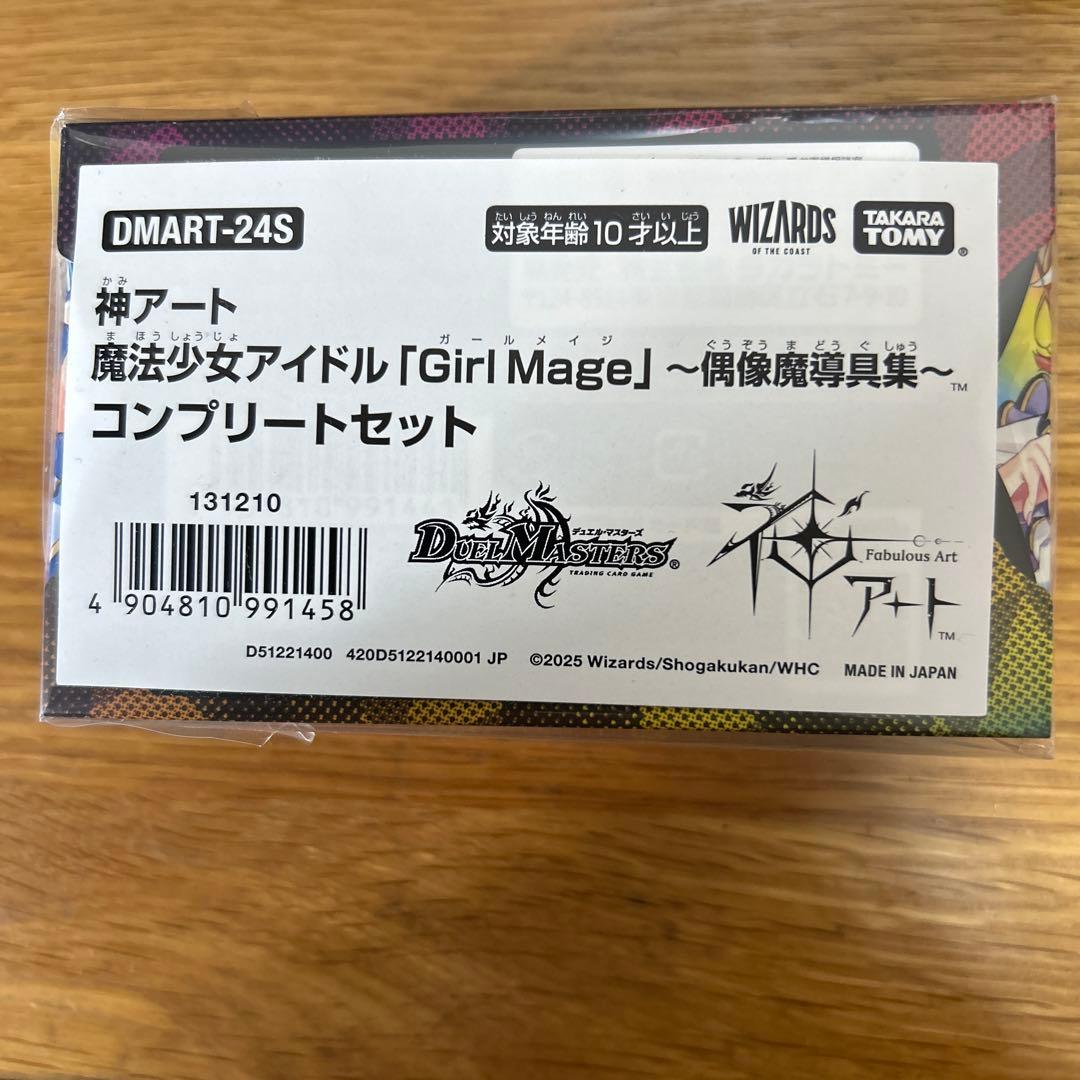 DMART-24S
対象年齢10才以上
たいしょうねんれい さいいじょう
WIZARDS
OF THE COAST
TAKARA
TOMY
®
かみ
神アート
まほうしょうじょ ガールメイジ ぐうぞうまどうぐしゅう
魔法少女アイドル「Girl Mage」～偶像魔導具集～™
コンプリートセット
131210
4 904810 991458
デュエル・マスターズ
DUEL MASTERS®
TRADING CARD GAME
神アート
Fabulous Art
™
D51221400 420D5122140001 JP ©2025 Wizards/Shogakukan/WHC MADE IN JAPAN